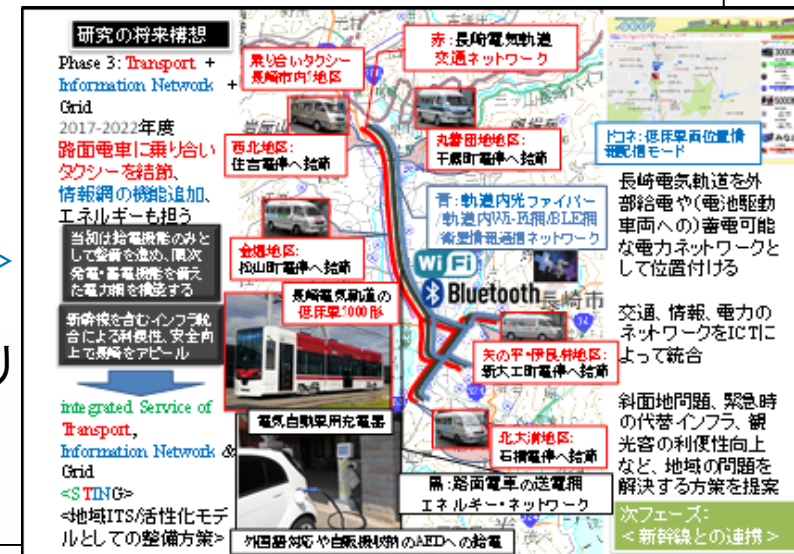 研究の将来構想
Phase 3: Transport +
Information Network +
Grid
2017-2022年度
路面電車に乗り合い
タクシーを結節、
情報網の機能追加、
エネルギーも担う
当初は給電機能のみと
して整備を進め、順次
発電・蓄電機能を備え
た電力網を構築する
新幹線を含むインフラ統
合による利便性、安全向
上で長崎をアピール
integrated Service of
Transport,
Information Network &
Grid
<STING>
<地域ITS/活性化モデ
ルとしての整備方策>
乗り合いタクシー
長崎市内5地区
赤:長崎電気軌道
交通ネットワーク
西北地区:
住吉電停へ結節
丸善団地地区:
千歳町電停へ結節
青:軌道内光ファイバー
/軌道内Wi-Fi網/BLE網
/衛星情報通信ネットワーク
金堀地区:
松山町電停へ結節
WiFi
Bluetooth
長崎市
長崎電気軌道の
低床車5000形
矢の平・伊良林地区:
新大工町電停へ結節
電気自動車用充電器
北大浦地区:
石橋電停へ結節
黒:路面電車の送電網
エネルギー・ネットワーク
外国語対応や自販機収納のAEDへの給電
ドコネ:低床車両位置情
報配信モード
長崎電気軌道を外
部給電や(電池駆動
車両への)蓄電可能
な電力ネットワークと
して位置付ける
交通、情報、電力の
ネットワークをICTに
よって統合
斜面地問題、緊急時
の代替インフラ、観
光客の利便性向上
など、地域の問題を
解決する方策を提案
次フェーズ:
<新幹線との連携>
リ